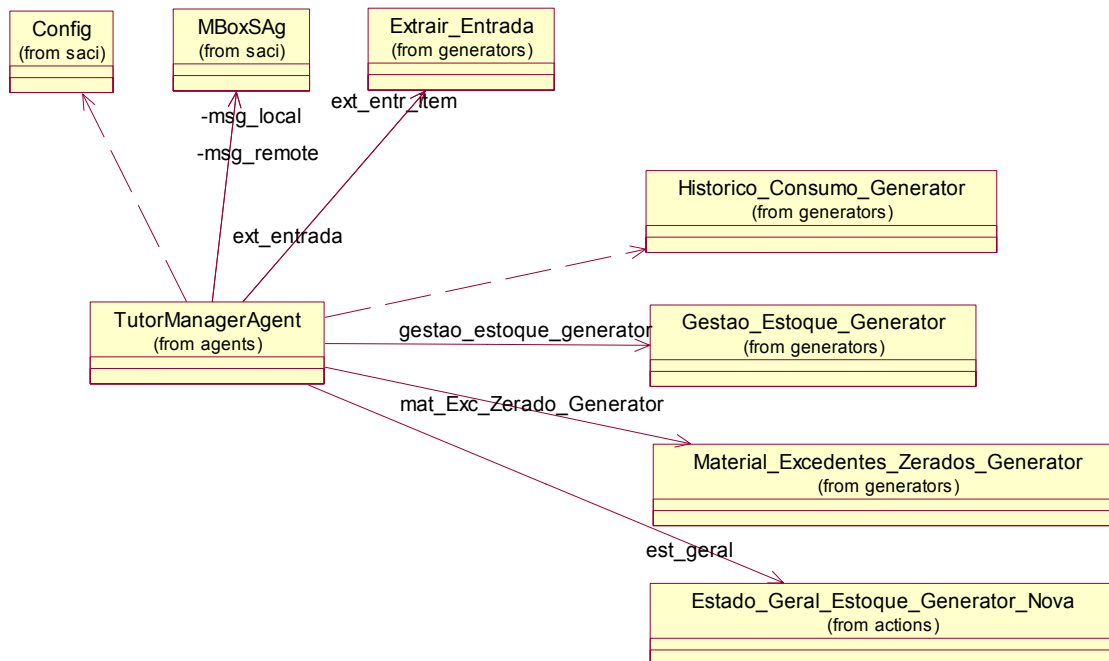 Config
(from saci)
MBoxSAg
(from saci)
Extrair_Entrada
(from generators)
-msg_local
ext_entr_item
-msg_remote
Historico_Consumo_Generator
(from generators)
ext_entrada
TutorManagerAgent
(from agents)
gestao_estoque_generator
Gestao_Estoque_Generator
(from generators)
mat_Exc_Zerado_Generator
Material_Excedentes_Zerados_Generator
(from generators)
est_geral
Estado_Geral_Estoque_Generator_Nova
(from actions)